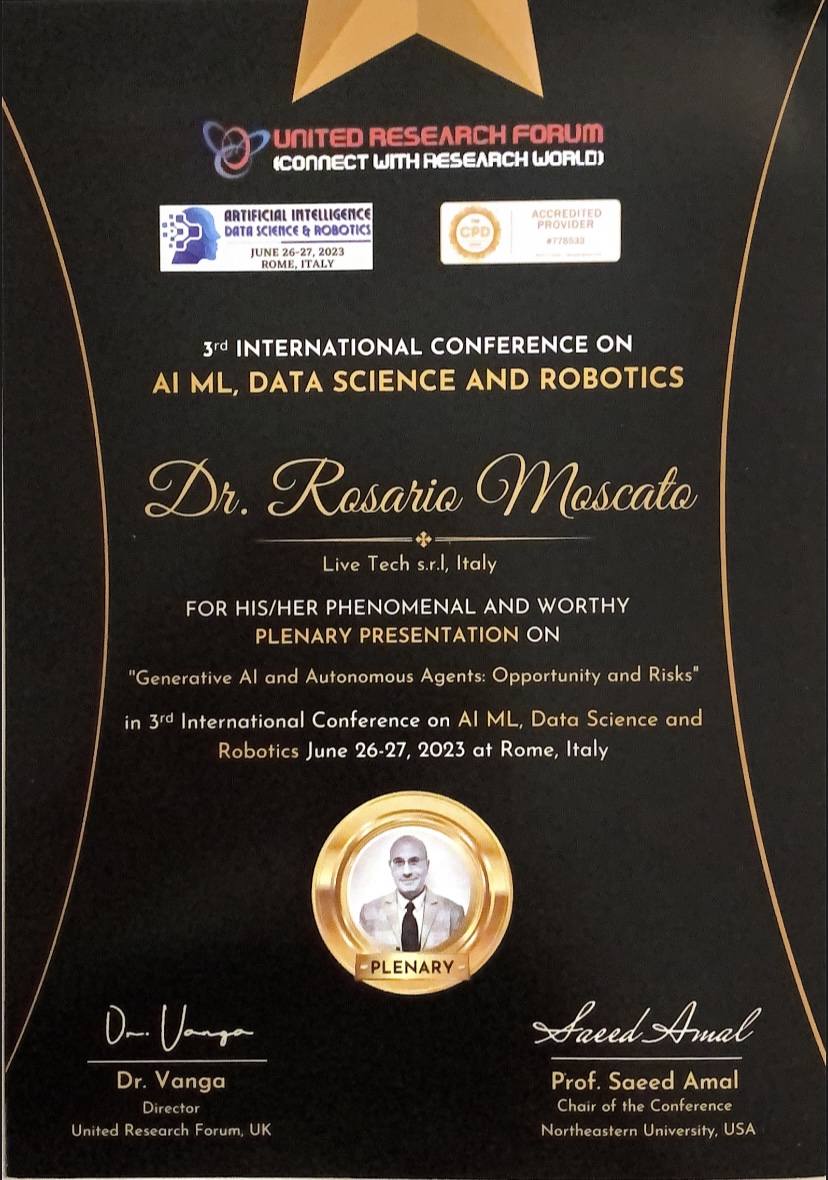 UNITED RESEARCH FORUM
(CONNECT WITH RESEARCH WORLD)
ARTIFICIAL INTELLIGENCE
DATA SCIENCE & ROBOTICS
JUNE 26-27, 2023
ROME, ITALY
CPD
ACCREDITED
PROVIDER
#778533
3rd INTERNATIONAL CONFERENCE ON
AI ML, DATA SCIENCE AND ROBOTICS
Dr. Rosario Moscato
Live Tech s.r.l, Italy
FOR HIS/HER PHENOMENAL AND WORTHY
PLENARY PRESENTATION ON
"Generative AI and Autonomous Agents: Opportunity and Risks"
in 3rd International Conference on AI ML, Data Science and
Robotics June 26-27, 2023 at Rome, Italy
PLENARY
Dr. Vanga
Dr. Vanga
Director
United Research Forum, UK
Saeed Amal
Prof. Saeed Amal
Chair of the Conference
Northeastern University, USA